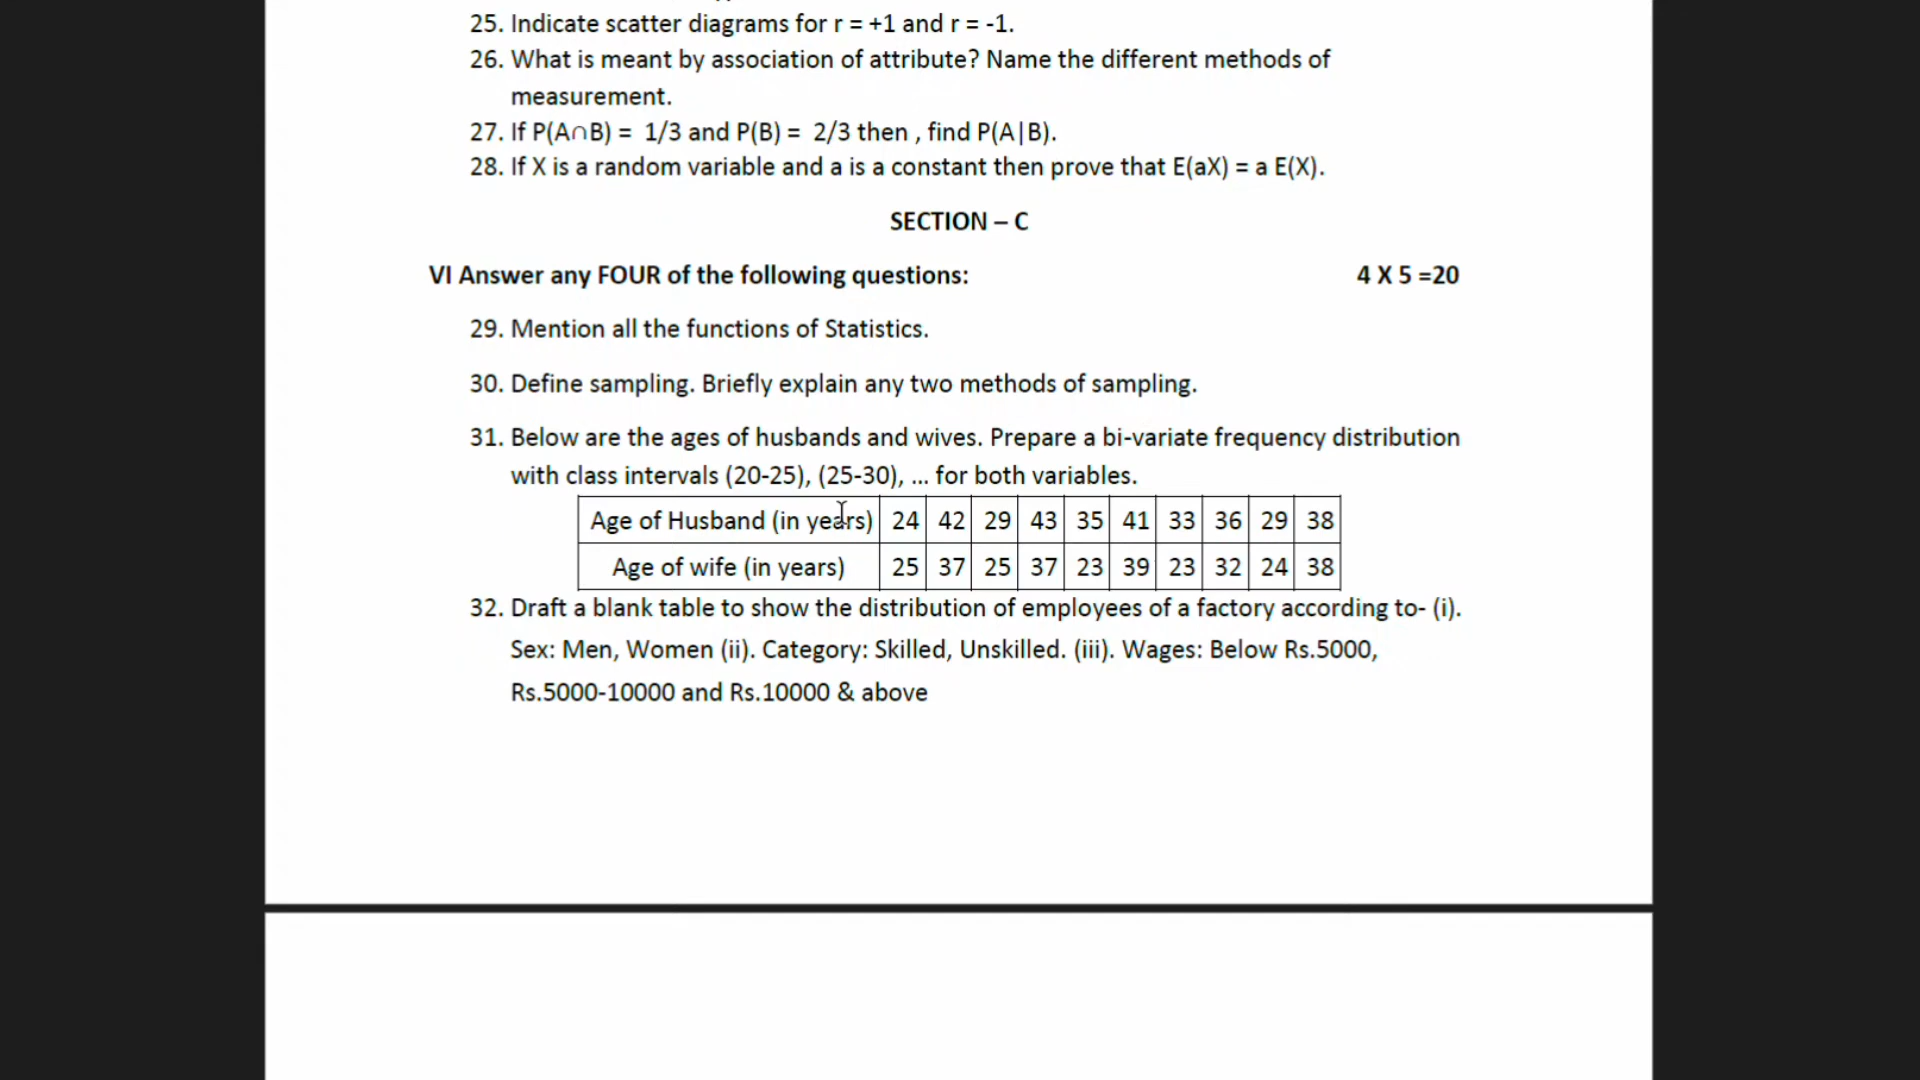 25. Indicate scatter diagrams for r = +1 and r = -1.
26. What is meant by association of attribute? Name the different methods of
measurement.
27. If P(A∩B) = 1/3 and P(B) = 2/3 then , find P(A|B).
28. If X is a random variable and a is a constant then prove that E(aX) = a E(X).
SECTION – C
VI Answer any FOUR of the following questions: 4 X 5 =20
29. Mention all the functions of Statistics.
30. Define sampling. Briefly explain any two methods of sampling.
31. Below are the ages of husbands and wives. Prepare a bi-variate frequency distribution
with class intervals (20-25), (25-30), ... for both variables.
Age of Husband (in years) 24 42 29 43 35 41 33 36 29 38
Age of wife (in years) 25 37 25 37 23 39 23 32 24 38
32. Draft a blank table to show the distribution of employees of a factory according to- (i).
Sex: Men, Women (ii). Category: Skilled, Unskilled. (iii). Wages: Below Rs.5000,
Rs.5000-10000 and Rs.10000 & above